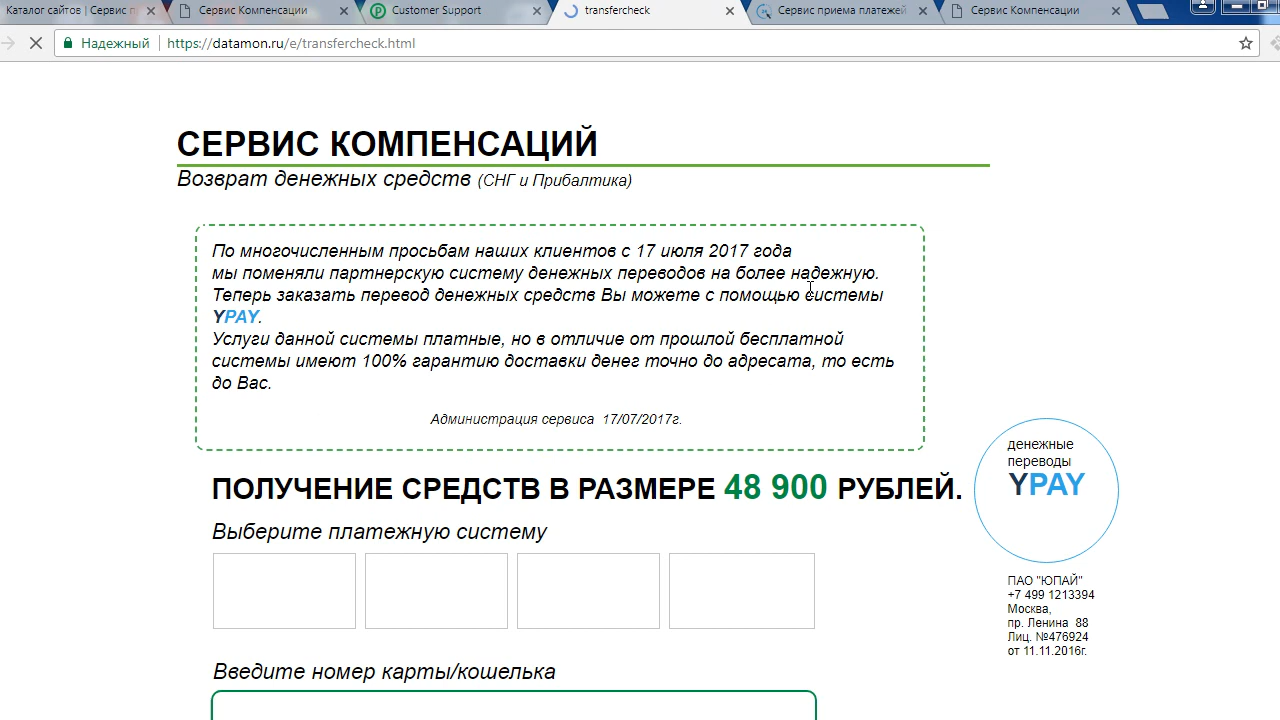 Каталог сайтов | Сервис п
Сервис Компенсации
Customer Support
transfercheck
Сервис приема платежей
Сервис Компенсации
Надежный
https://datamon.ru/e/transfercheck.html
СЕРВИС КОМПЕНСАЦИЙ
Возврат денежных средств (СНГ и Прибалтика)
По многочисленным просьбам наших клиентов с 17 июля 2017 года
мы поменяли партнерскую систему денежных переводов на более надежную.
Теперь заказать перевод денежных средств Вы можете с помощью системы
YPAY.
Услуги данной системы платные, но в отличие от прошлой бесплатной
системы имеют 100% гарантию доставки денег точно до адресата, то есть
до Вас.
Администрация сервиса 17/07/2017г.
ПОЛУЧЕНИЕ СРЕДСТВ В РАЗМЕРЕ 48 900 РУБЛЕЙ.
Выберите платежную систему
Введите номер карты/кошелька
денежные
переводы
YPAY
ПАО "ЮПАЙ"
+7 499 1213394
Москва,
пр. Ленина 88
Лиц. №476924
от 11.11.2016г.